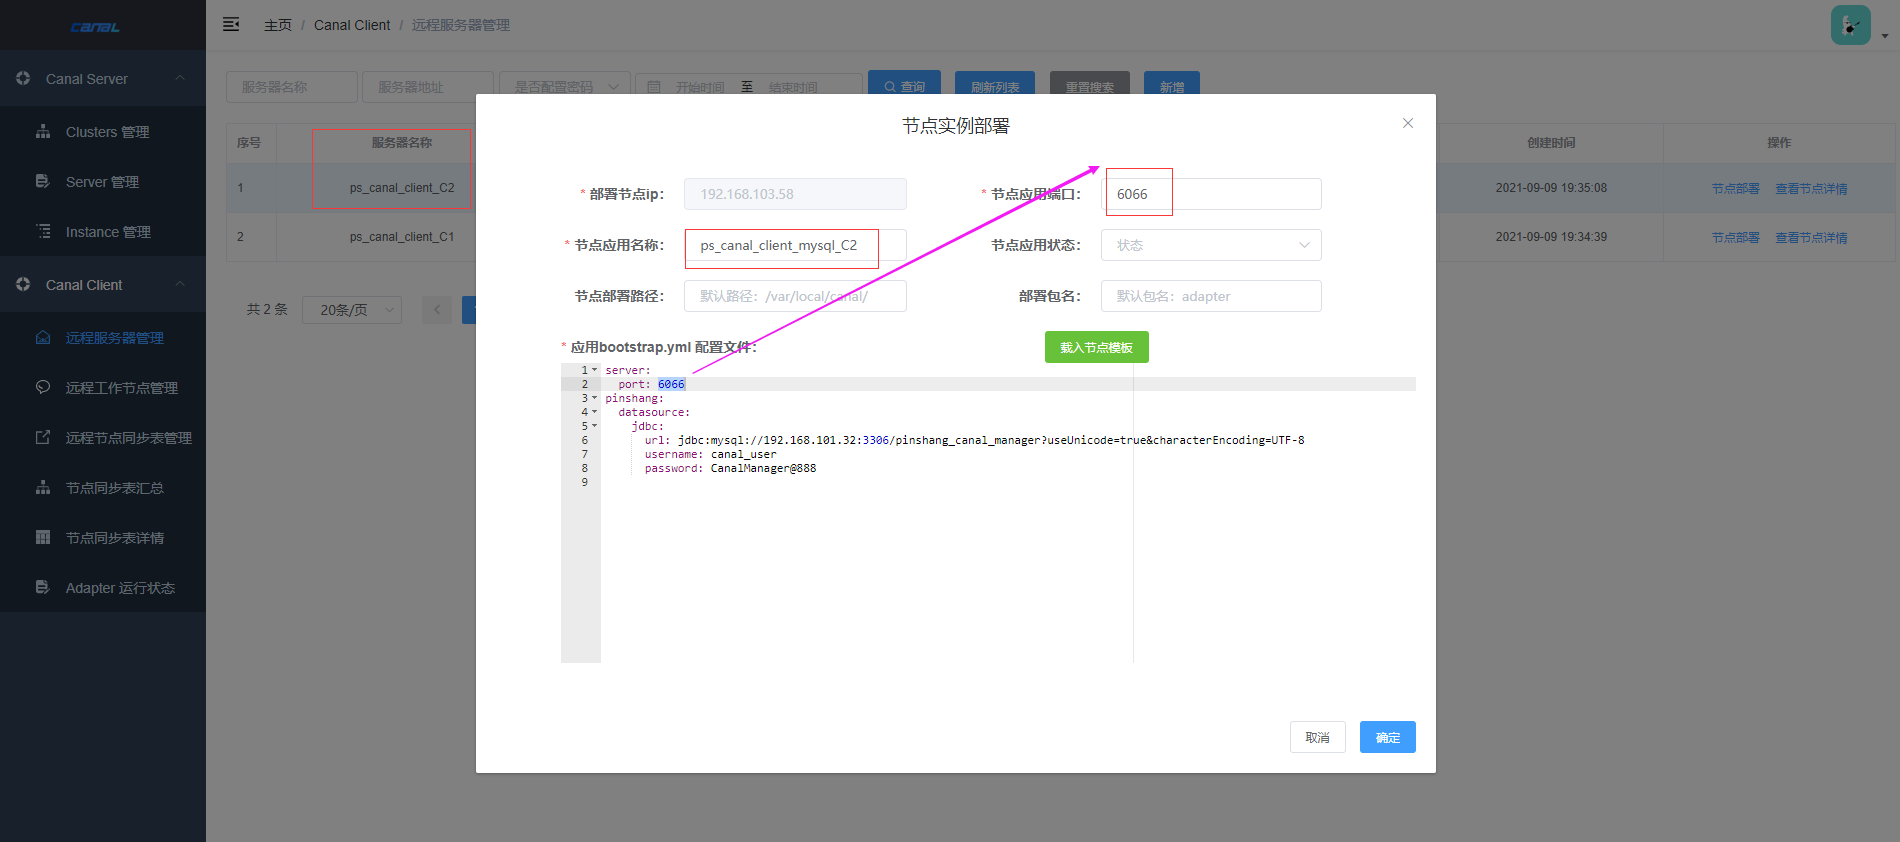 canal
主页 / Canal Client / 远程服务器管理
Canal Server
Clusters 管理
Server 管理
Instance 管理
Canal Client
远程服务器管理
远程工作节点管理
远程节点同步表管理
节点同步表汇总
节点同步表详情
Adapter 运行状态
服务器名称 服务器地址 是否配置密码 开始时间 至 结束时间 查询 刷新列表 重置搜索 新增
序号 服务器名称 创建时间 操作
1 ps_canal_client_C2 2021-09-09 19:35:08 节点部署 查看节点详情
2 ps_canal_client_C1 2021-09-09 19:34:39 节点部署 查看节点详情
共 2 条 20条/页
节点实例部署
* 部署节点ip: 192.168.103.58 * 节点应用端口: 6066
* 节点应用名称: ps_canal_client_mysql_C2 节点应用状态: 状态
节点部署路径: 默认路径: /var/local/canal/ 部署包名: 默认包名: adapter
* 应用bootstrap.yml 配置文件: 载入节点模板
1 server:
2 port: 6066
3 pinshang:
4 datasource:
5 jdbc:
6 url: jdbc:mysql://192.168.101.32:3306/pinshang_canal_manager?useUnicode=true&characterEncoding=UTF-8
7 username: canal_user
8 password: CanalManager@888
9
取消 确定